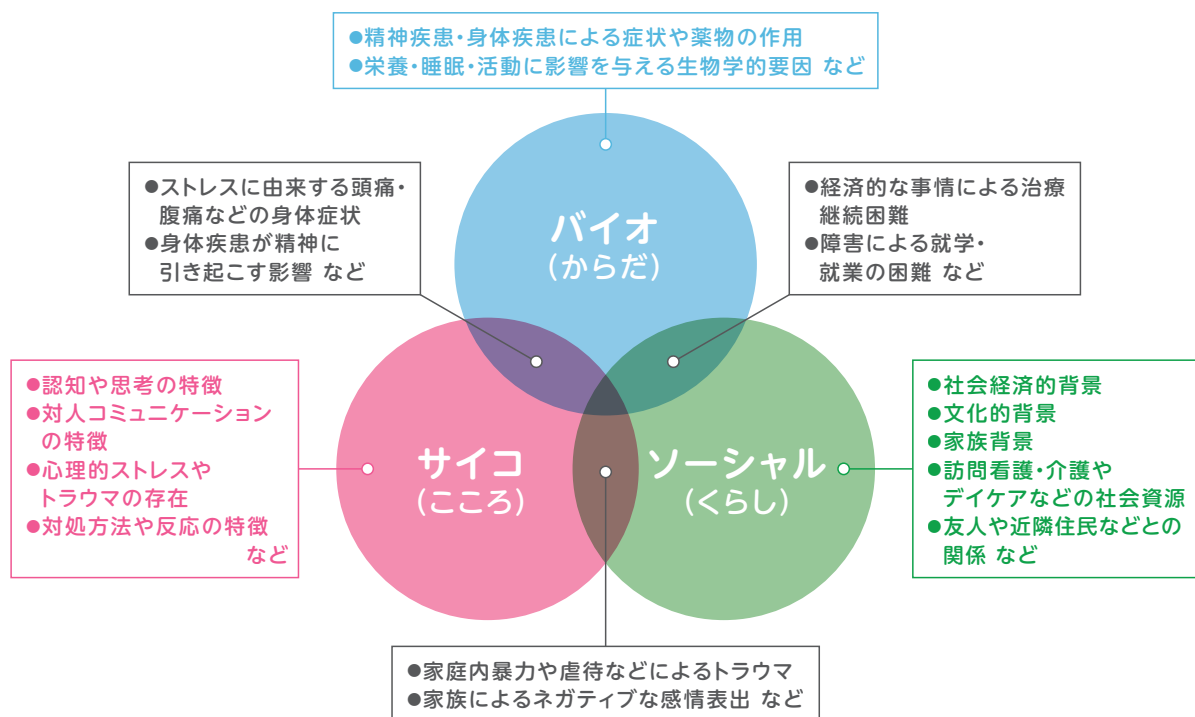 ●精神疾患・身体疾患による症状や薬物の作用
●栄養・睡眠・活動に影響を与える生物学的要因 など
●ストレスに由来する頭痛・
腹痛などの身体症状
●身体疾患が精神に
引き起こす影響 など
●経済的な事情による治療
継続困難
●障害による就学・
就業の困難 など
バイオ
(からだ)
●認知や思考の特徴
●対人コミュニケーション
の特徴
●心理的ストレスや
トラウマの存在
●対処方法や反応の特徴
など
サイコ
(こころ)
ソーシャル
(くらし)
●社会経済的背景
●文化的背景
●家族背景
●訪問看護・介護や
デイケアなどの社会資源
●友人や近隣住民などとの
関係 など
●家庭内暴力や虐待などによるトラウマ
●家族によるネガティブな感情表出 など